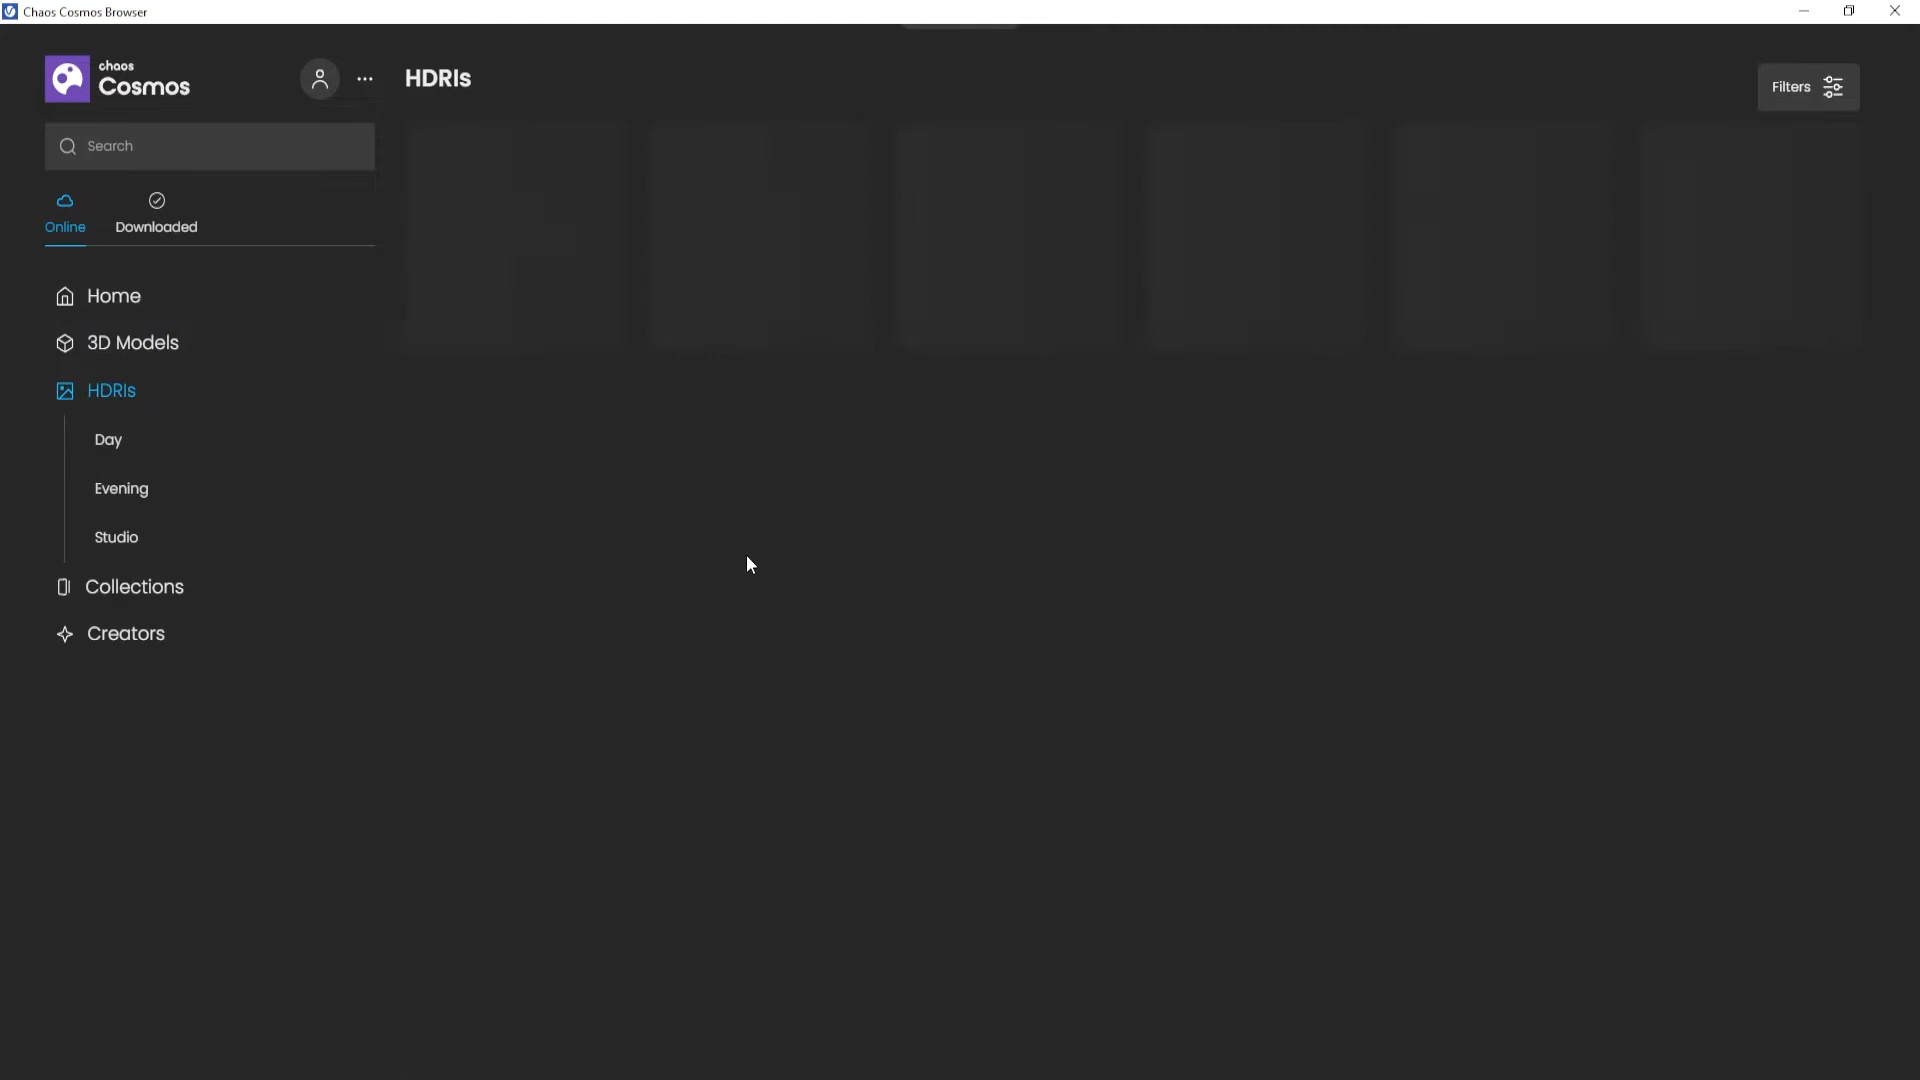 Chaos Cosmos Browser
chaos
Cosmos
HDRIs
Filters
Search
Online
Downloaded
Home
3D Models
HDRIs
Day
Evening
Studio
Collections
Creators